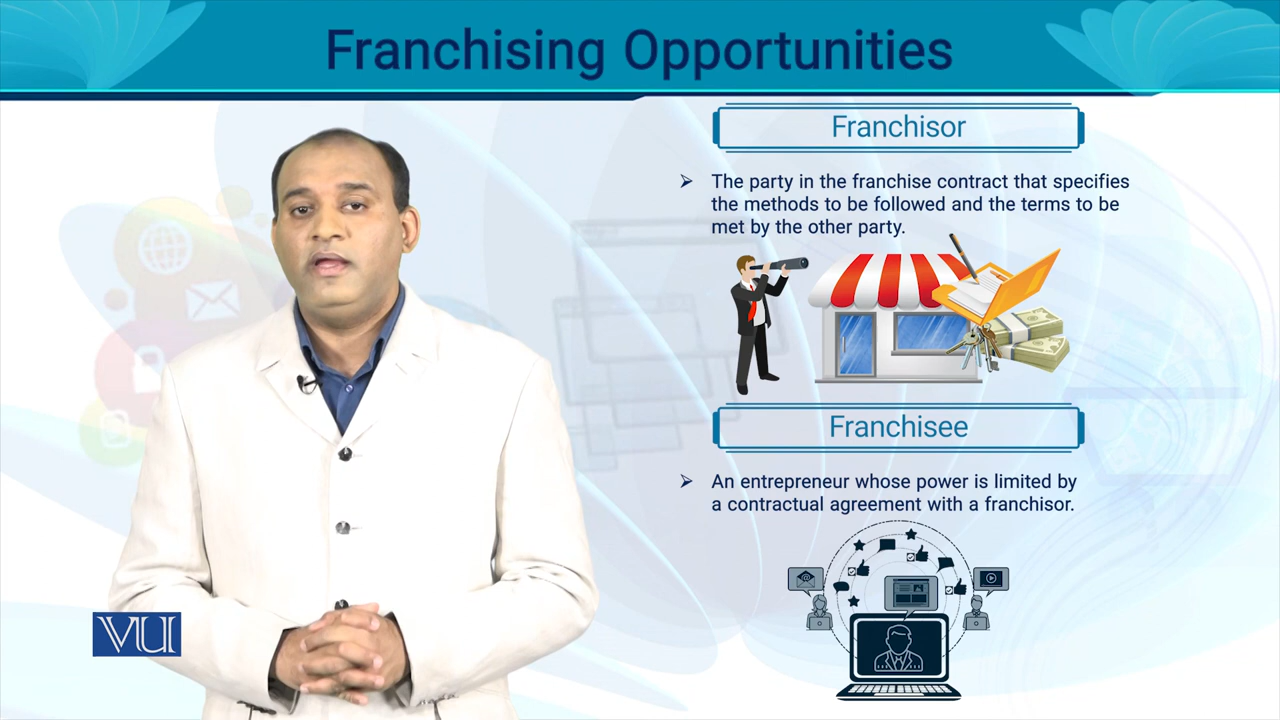 Franchising Opportunities
Franchisor
➢ The party in the franchise contract that specifies
the methods to be followed and the terms to be
met by the other party.
Franchisee
➢ An entrepreneur whose power is limited by
a contractual agreement with a franchisor.
VU